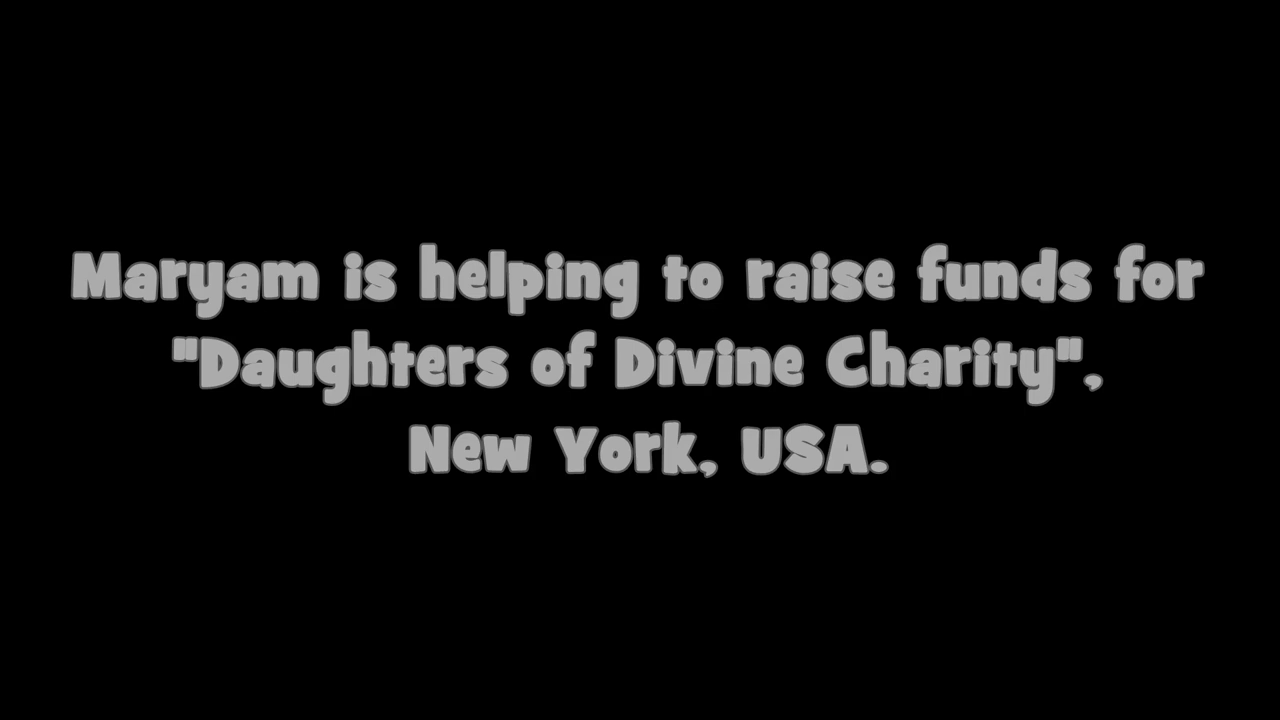 Maryam is helping to raise funds for
"Daughters of Divine Charity",
New York, USA.